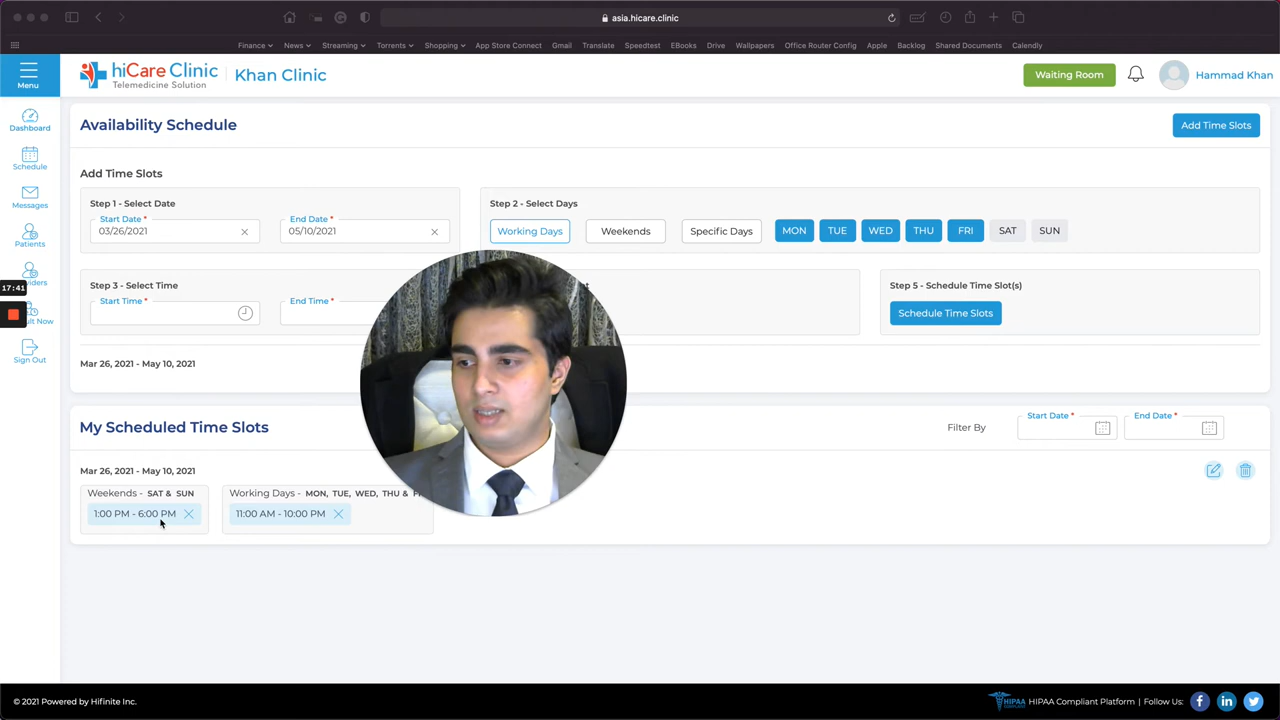 asia.hicare.clinic
Finance News Streaming Torrents Shopping App Store Connect Gmail Translate Speedtest EBooks Drive Wallpapers Office Router Config Apple Backlog Shared Documents Calendly
Menu
hiCare Clinic
Telemedicine Solution
Khan Clinic
Waiting Room
Hammad Khan
Dashboard
Schedule
Messages
Patients
17:41
Sign Out
Availability Schedule
Add Time Slots
Add Time Slots
Step 1 - Select Date
Start Date *
03/26/2021
End Date *
05/10/2021
Step 2 - Select Days
Working Days Weekends Specific Days MON TUE WED THU FRI SAT SUN
Step 3 - Select Time
Start Time *
End Time *
Step 5 - Schedule Time Slot(s)
Schedule Time Slots
Mar 26, 2021 - May 10, 2021
My Scheduled Time Slots
Filter By
Start Date *
End Date *
Mar 26, 2021 - May 10, 2021
Weekends - SAT & SUN
1:00 PM - 6:00 PM
Working Days - MON, TUE, WED, THU &
11:00 AM - 10:00 PM
© 2021 Powered by Hifinite Inc.
HIPAA
HIPAA Compliant Platform | Follow Us: